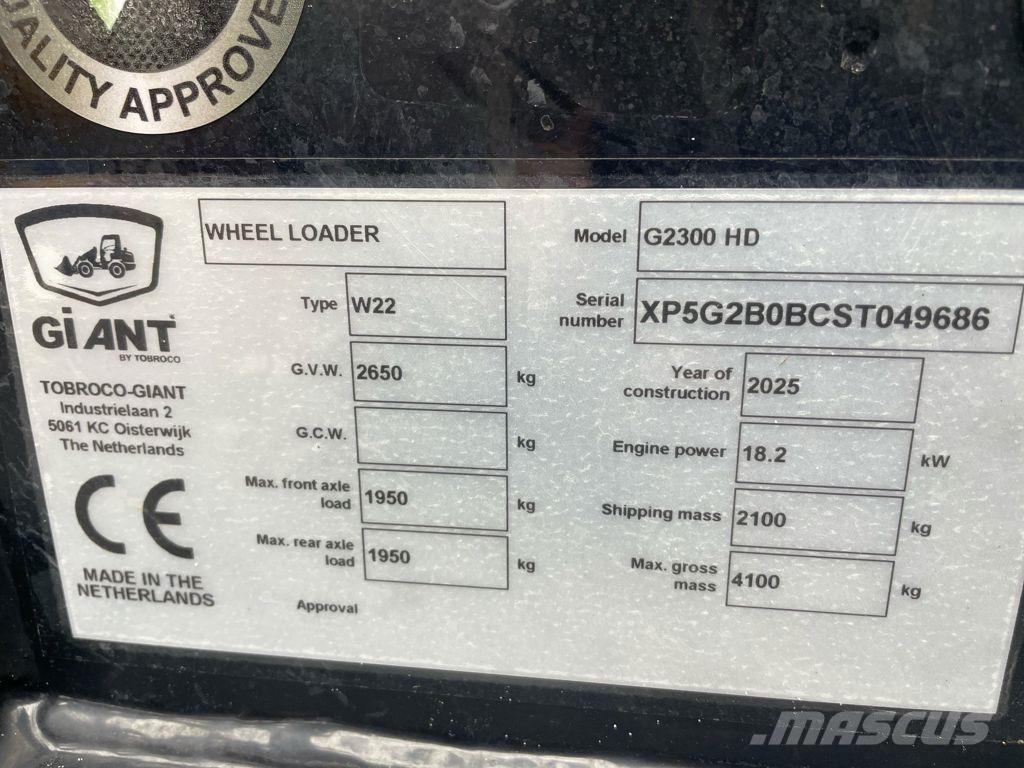 QUALITY APPROVE
WHEEL LOADER
Model G2300 HD
Type W22
Serial number XP5G2B0BCST049686
GiANT
BY TOBROCO
TOBROCO-GIANT
Industrielaan 2
5061 KC Oisterwijk
The Netherlands
CE
MADE IN THE
NETHERLANDS
G.V.W. 2650 kg
G.C.W. kg
Max. front axle
load 1950 kg
Max. rear axle
load 1950 kg
Approval
Year of
construction 2025
Engine power 18.2 kW
Shipping mass 2100 kg
Max. gross
mass 4100 kg
mascus